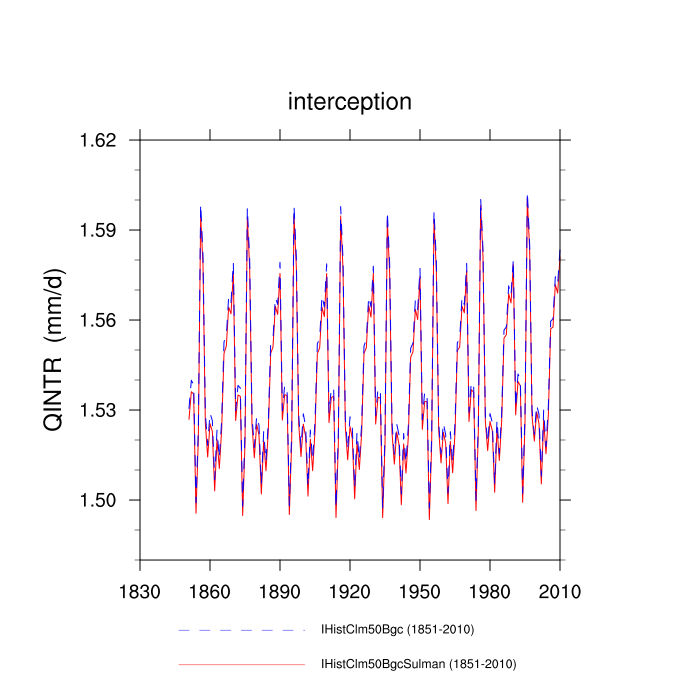 interception
1.62
1.59
1.56
1.53
1.50
QINTR (mm/d)
1830 1860 1890 1920 1950 1980 2010
IHistClm50Bgc (1851-2010)
IHistClm50BgcSulman (1851-2010)